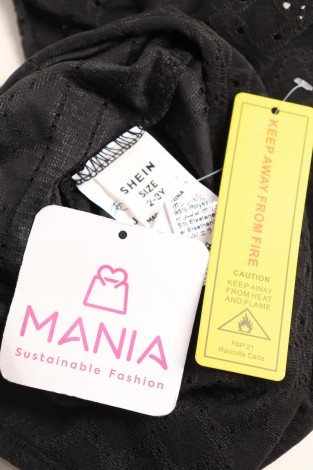 SHEIN
SIZE
2-3Y
KEEP AWAY FROM FIRE
CAUTION
KEEP AWAY
FROM HEAT
AND FLAME
PAP 21
Raccolta Carta
MANIA
Sustainable Fashion